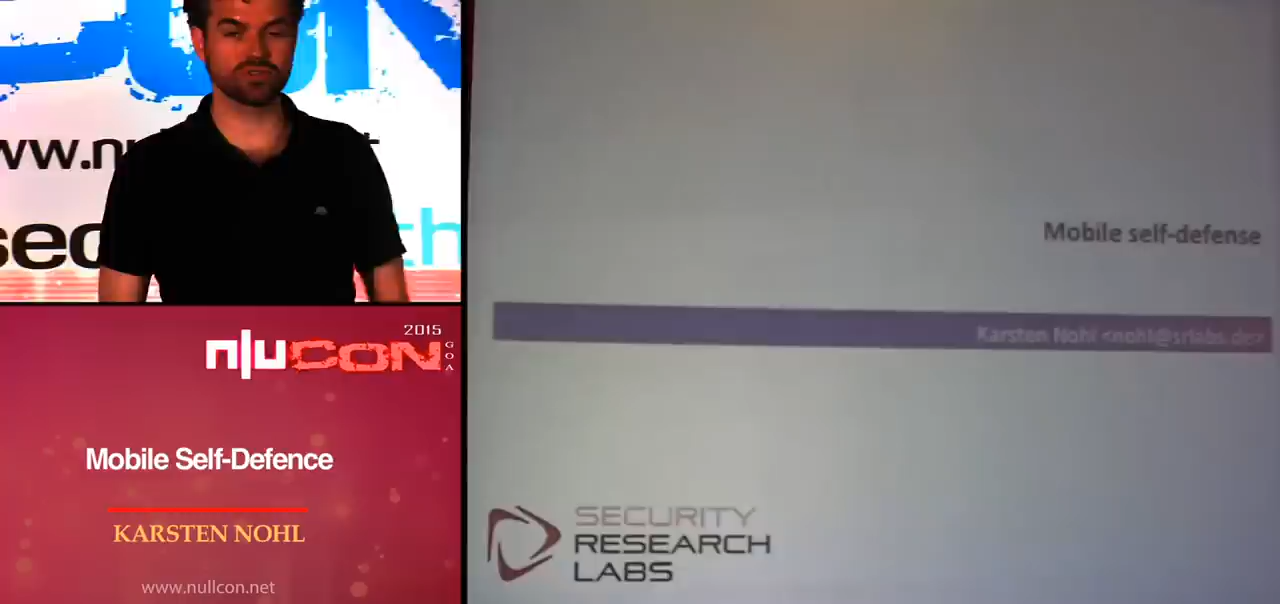 2015
n|u CON
GOA
Mobile Self-Defence
KARSTEN NOHL
www.nullcon.net
Mobile self-defense
Karsten Nohl <nohl@srlabs.de>
SECURITY
RESEARCH
LABS